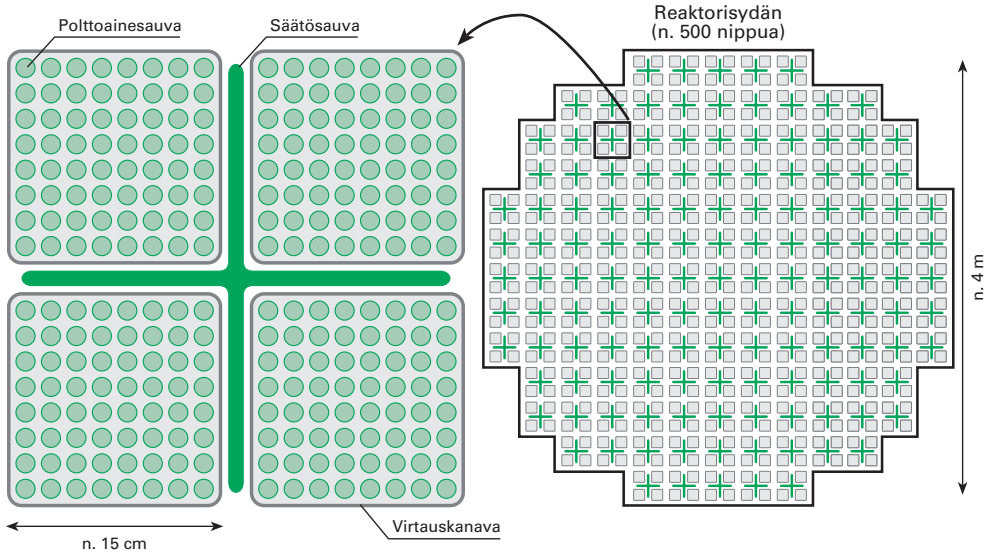 Polttoainesauva
Säätösauva
Reaktorisydän
(n. 500 nippua)
n. 4 m
Virtauskanava
n. 15 cm